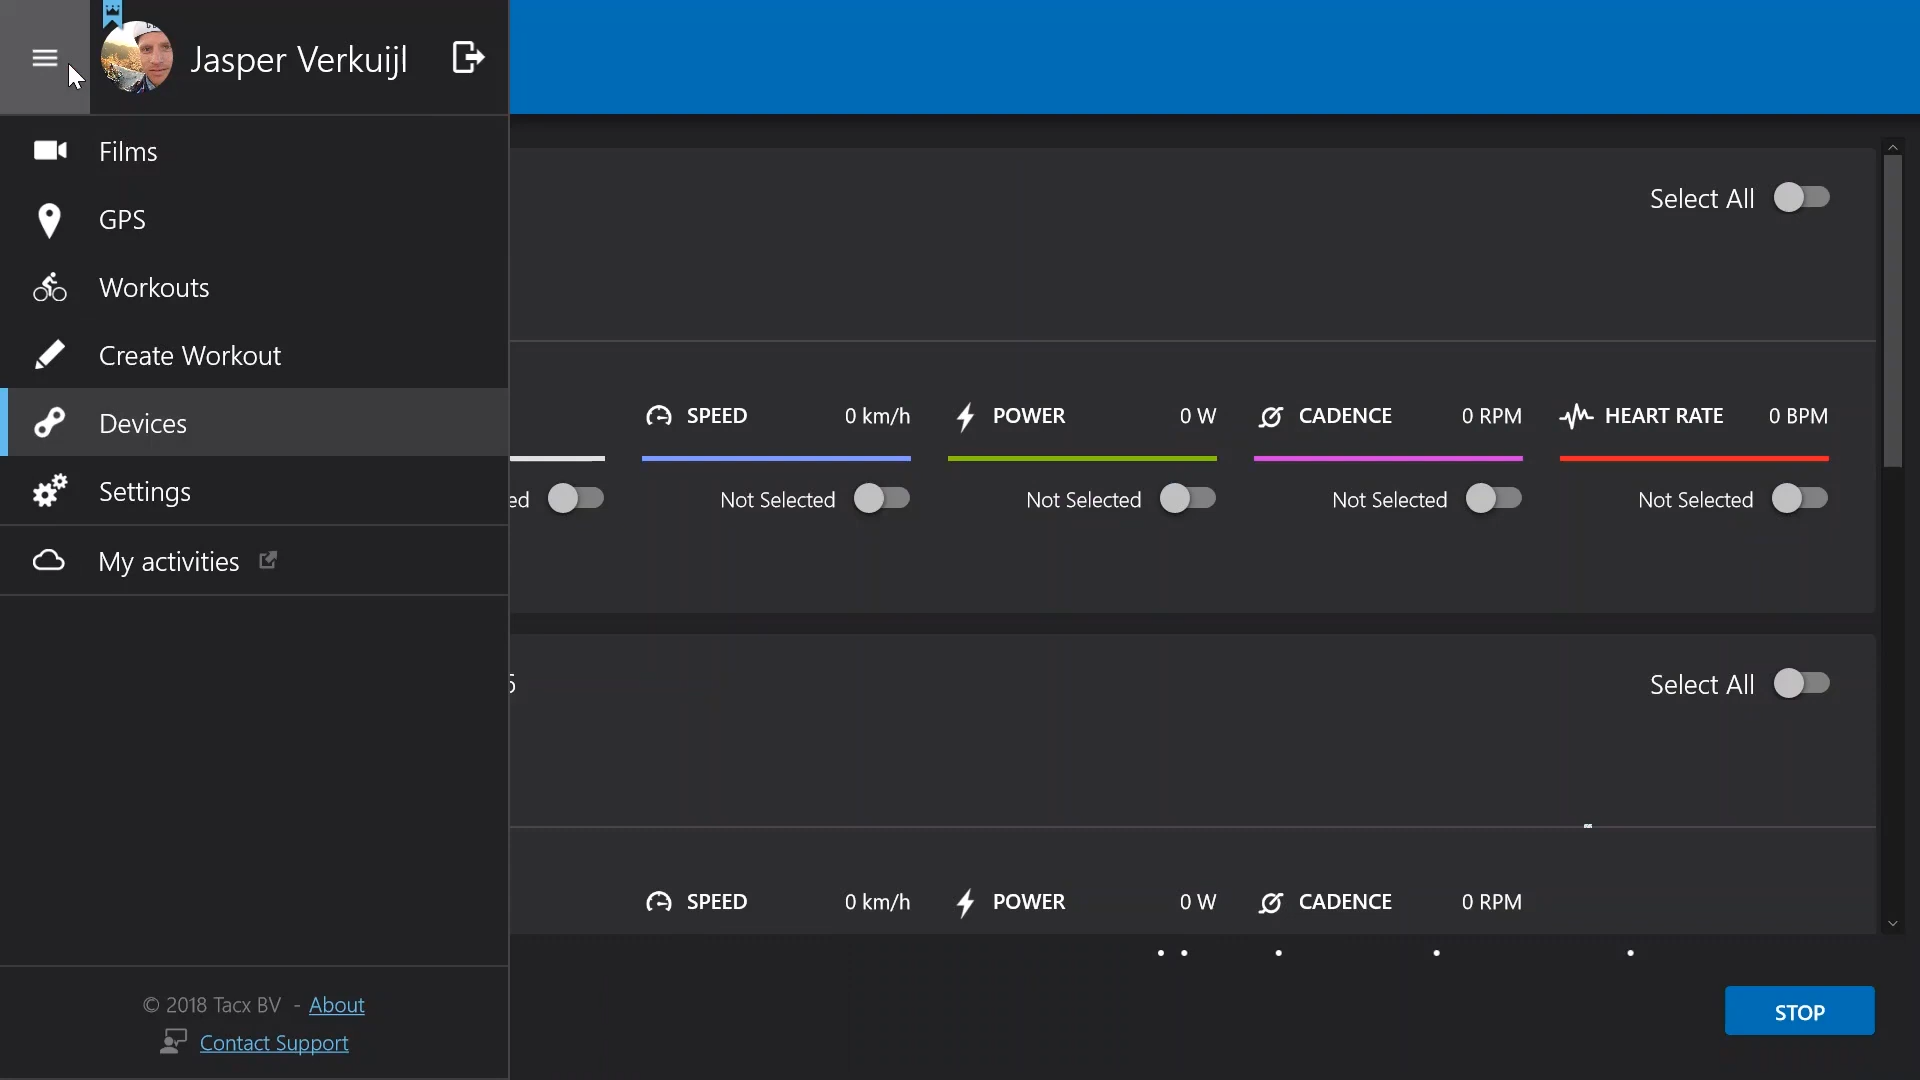 Jasper Verkuijl
Films
GPS
Workouts
Create Workout
Devices
Settings
My activities
© 2018 Tacx BV - About
Contact Support
Select All
SPEED 0 km/h POWER 0 W CADENCE 0 RPM HEART RATE 0 BPM
ed Not Selected Not Selected Not Selected Not Selected
5 Select All
SPEED 0 km/h POWER 0 W CADENCE 0 RPM
STOP